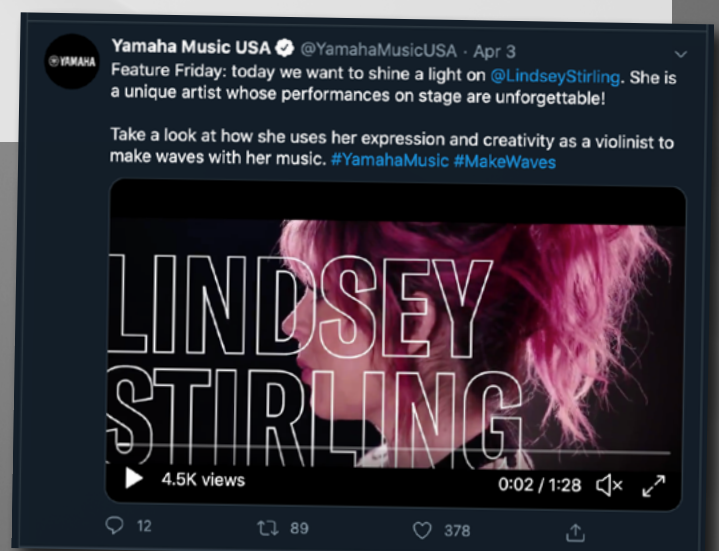 YAMAHA
Yamaha Music USA @YamahaMusicUSA · Apr 3
Feature Friday: today we want to shine a light on @LindseyStirling. She is
a unique artist whose performances on stage are unforgettable!
Take a look at how she uses her expression and creativity as a violinist to
make waves with her music. #YamahaMusic #MakeWaves
LINDSEY
STIRLING
4.5K views 0:02 / 1:28
12 89 378